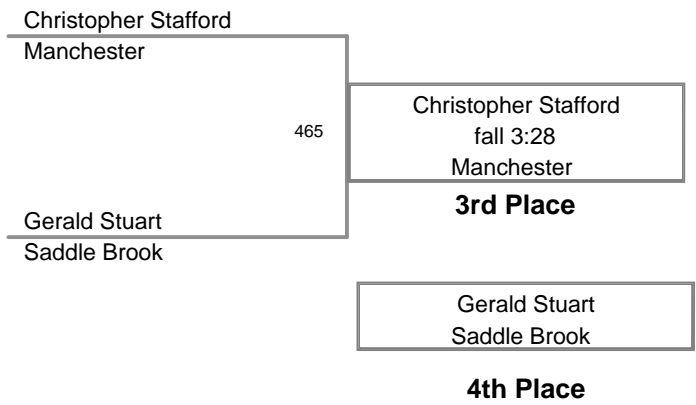 Christopher Stafford
Manchester
465
Christopher Stafford
fall 3:28
Manchester
3rd Place
Gerald Stuart
Saddle Brook
Gerald Stuart
Saddle Brook
4th Place